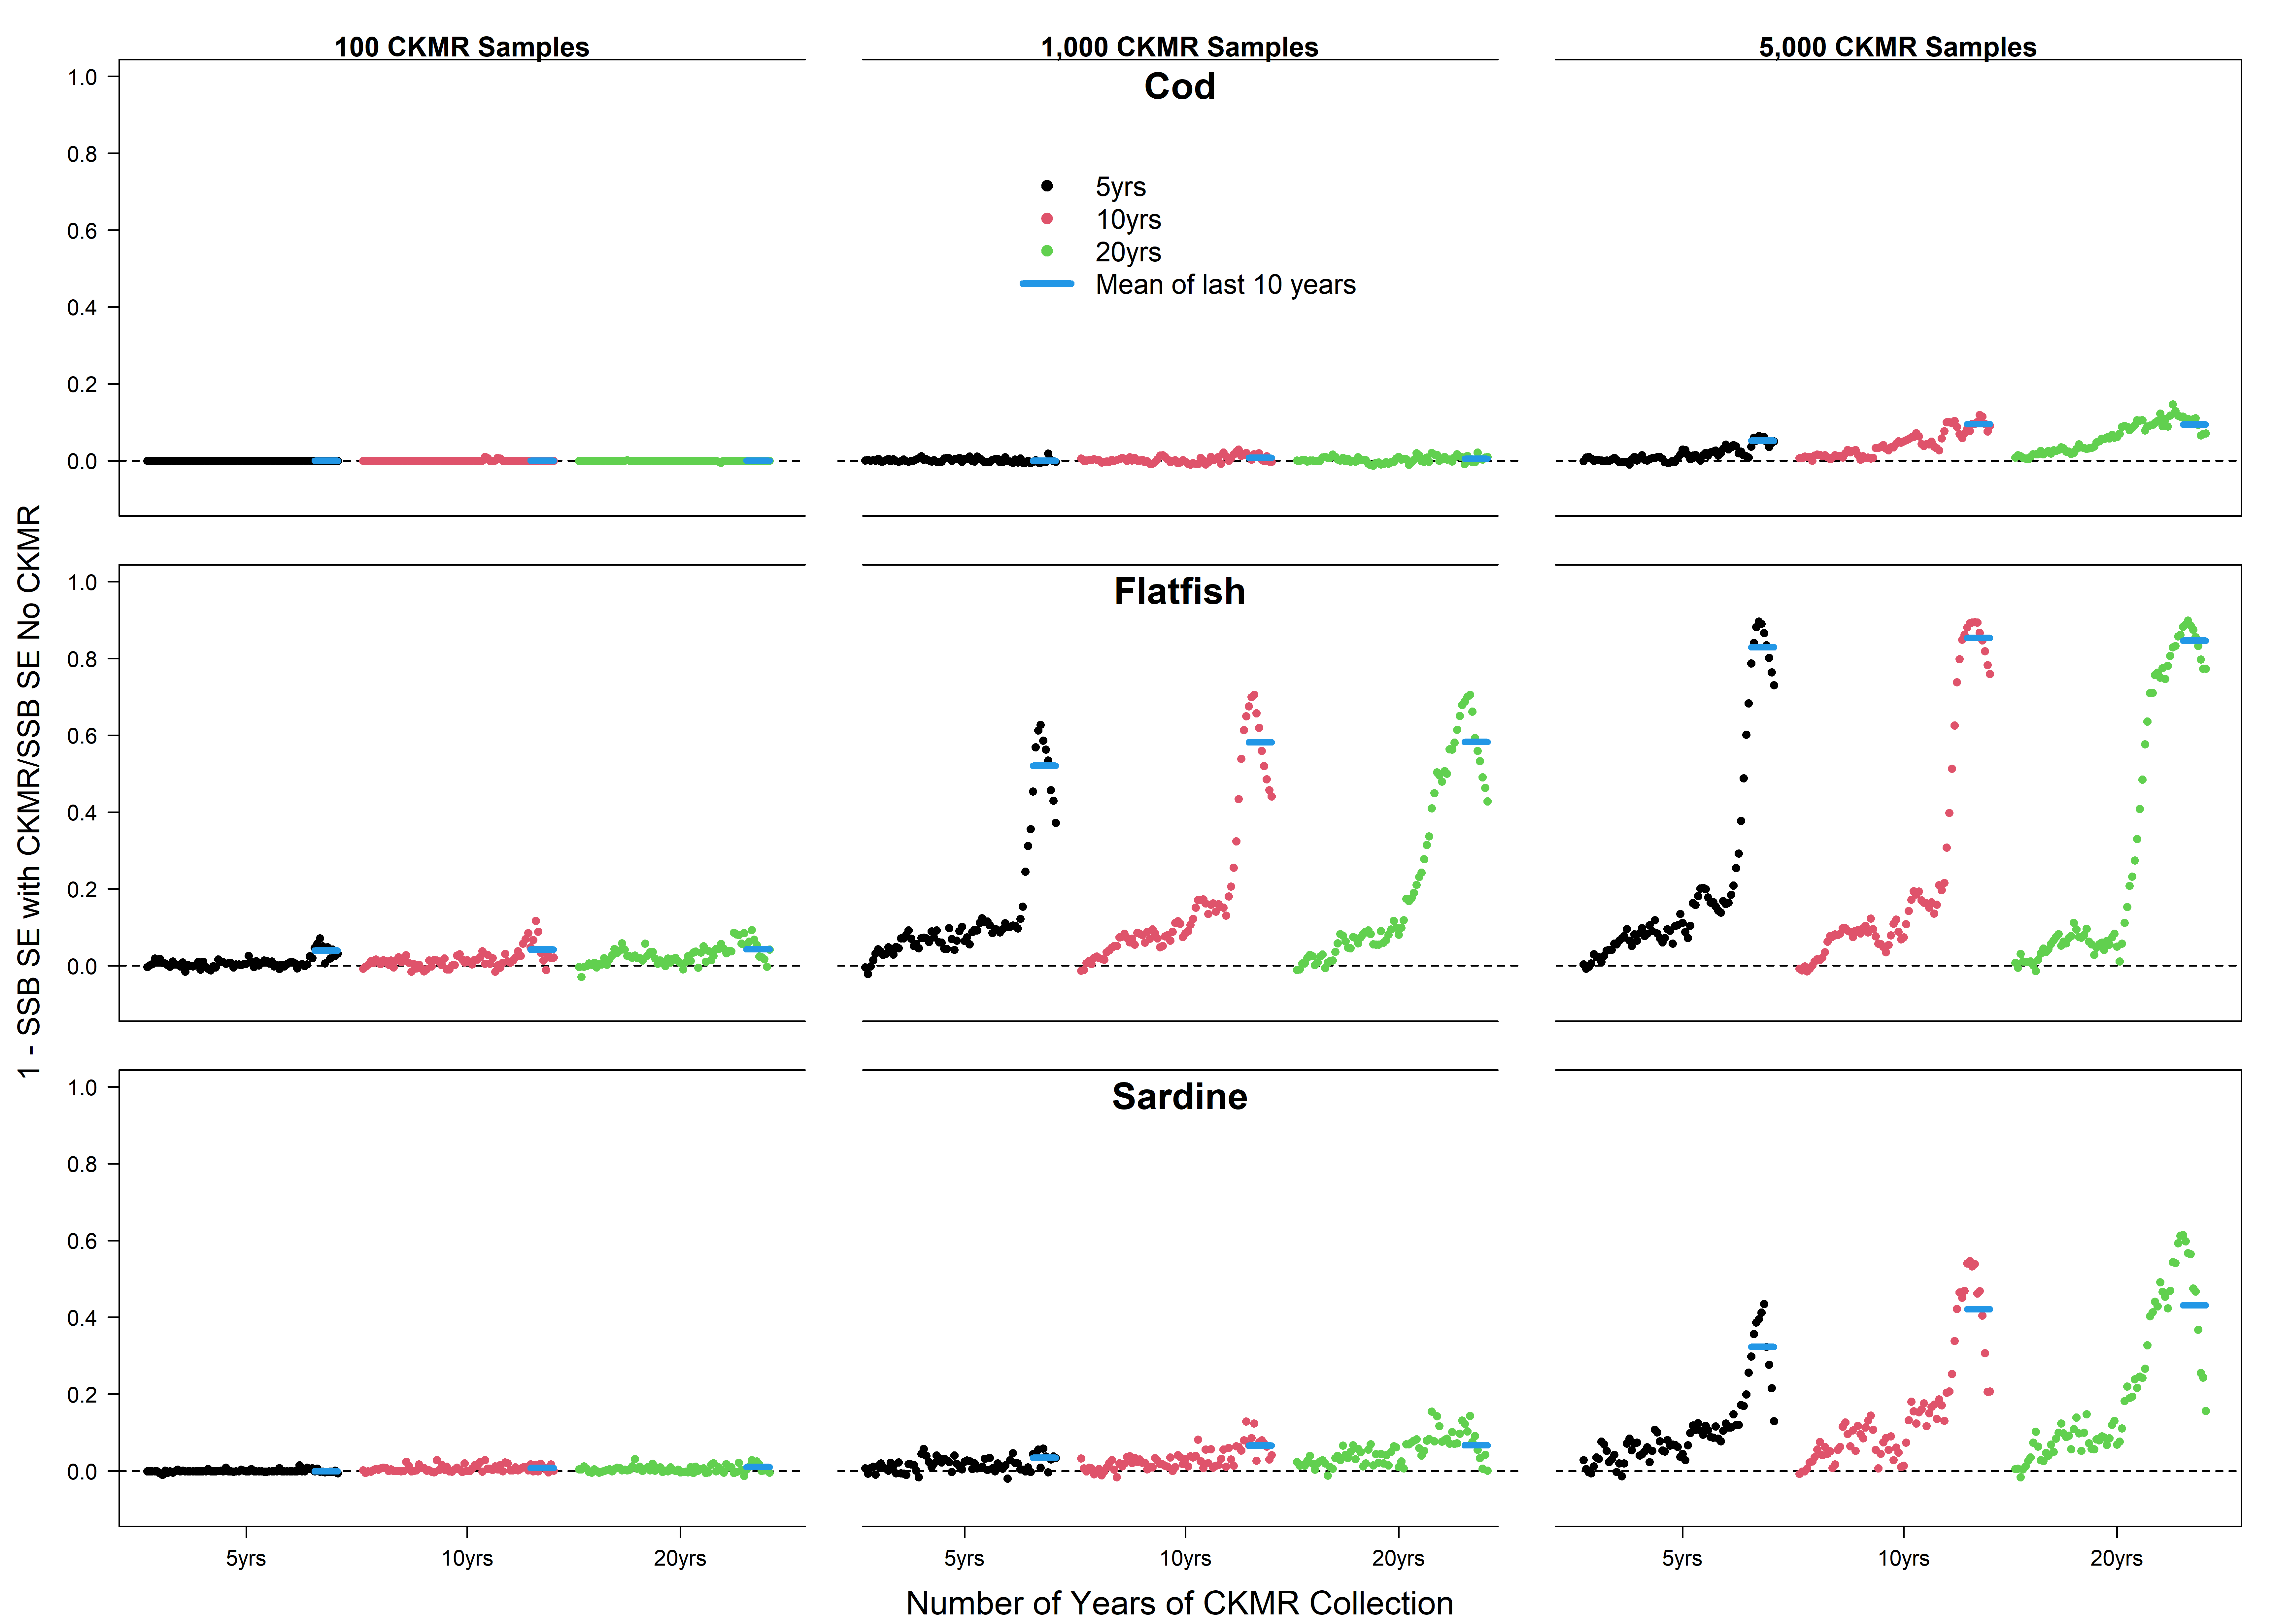 100 CKMR Samples
1,000 CKMR Samples
5,000 CKMR Samples
Cod
1.0
0.8
0.6
0.4
0.2
0.0
5yrs
10yrs
20yrs
Mean of last 10 years
1 - SSB SE with CKMR/SSB SE No CKMR
Flatfish
1.0
0.8
0.6
0.4
0.2
0.0
Sardine
1.0
0.8
0.6
0.4
0.2
0.0
5yrs 10yrs 20yrs
5yrs 10yrs 20yrs
5yrs 10yrs 20yrs
Number of Years of CKMR Collection